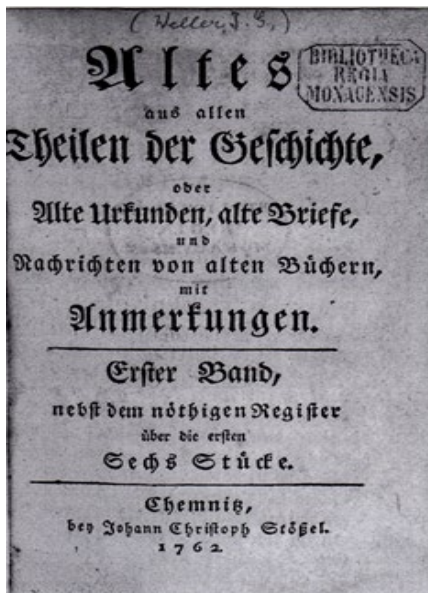 (Weller, J. G.)
Altes
BIBLIOTHECA
REGIA
MONACENSIS
aus allen
Theilen der Geschichte,
oder
Alte Urkunden, alte Briefe,
und
Nachrichten von alten Büchern,
mit
Anmerkungen.
Erster Band,
nebst dem nöthigen Register
über die ersten
Sechs Stücke.
Chemnitz,
bey Johann Christoph Stößel.
1762.